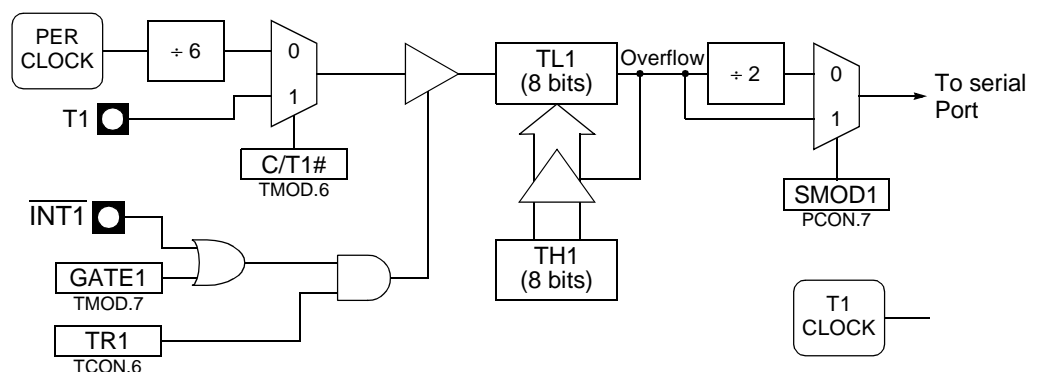 PER
CLOCK
÷ 6
0
1
T1
C/T1#
TMOD.6
INT1
GATE1
TMOD.7
TR1
TCON.6
TL1
(8 bits)
Overflow
÷ 2
0
1
To serial
Port
SMOD1
PCON.7
TH1
(8 bits)
T1
CLOCK